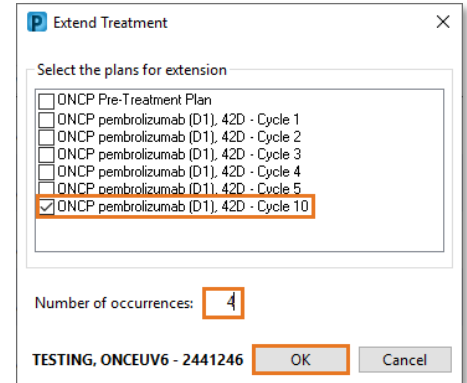 P Extend Treatment
Select the plans for extension
ONCP Pre-Treatment Plan
ONCP pembrolizumab (D1), 42D - Cycle 1
ONCP pembrolizumab (D1), 42D - Cycle 2
ONCP pembrolizumab (D1), 42D - Cycle 3
ONCP pembrolizumab (D1), 42D - Cycle 4
ONCP pembrolizumab (D1), 42D - Cycle 5
ONCP pembrolizumab (D1), 42D - Cycle 10
Number of occurrences: 4
TESTING, ONCEUV6 - 2441246 OK Cancel